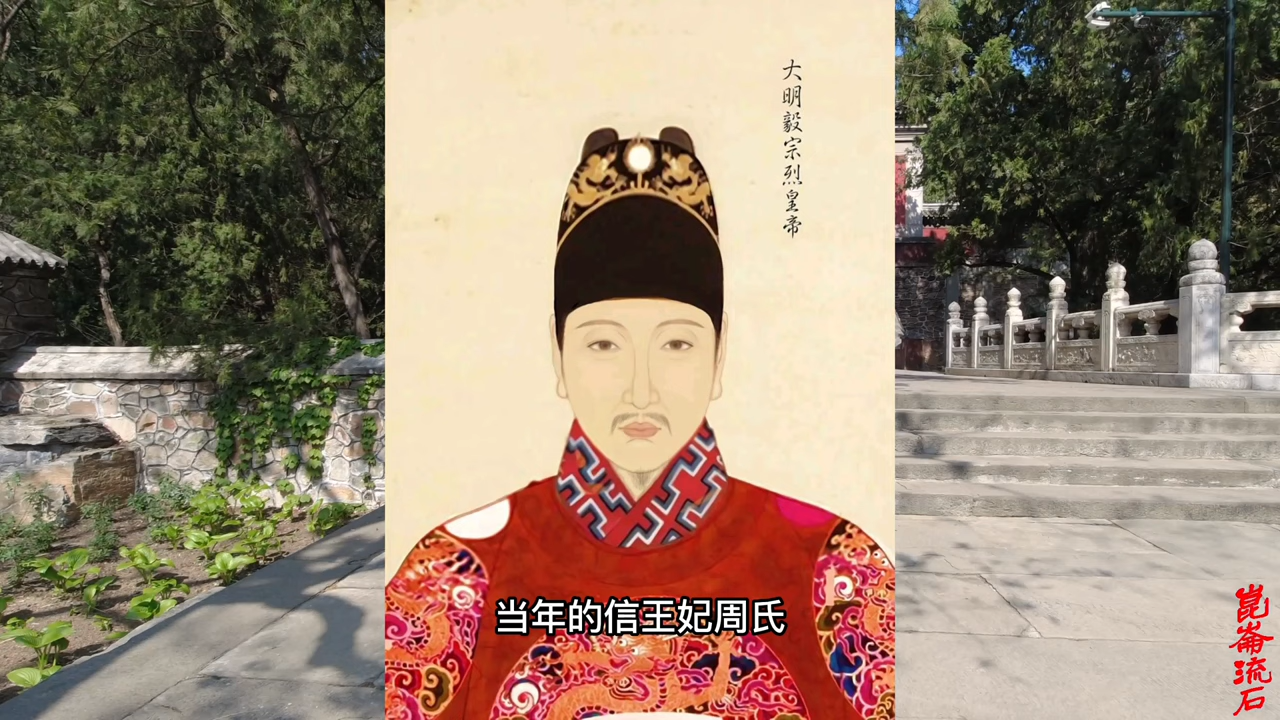 大明毅宗烈皇帝
当年的信王妃周氏
崑崙流石